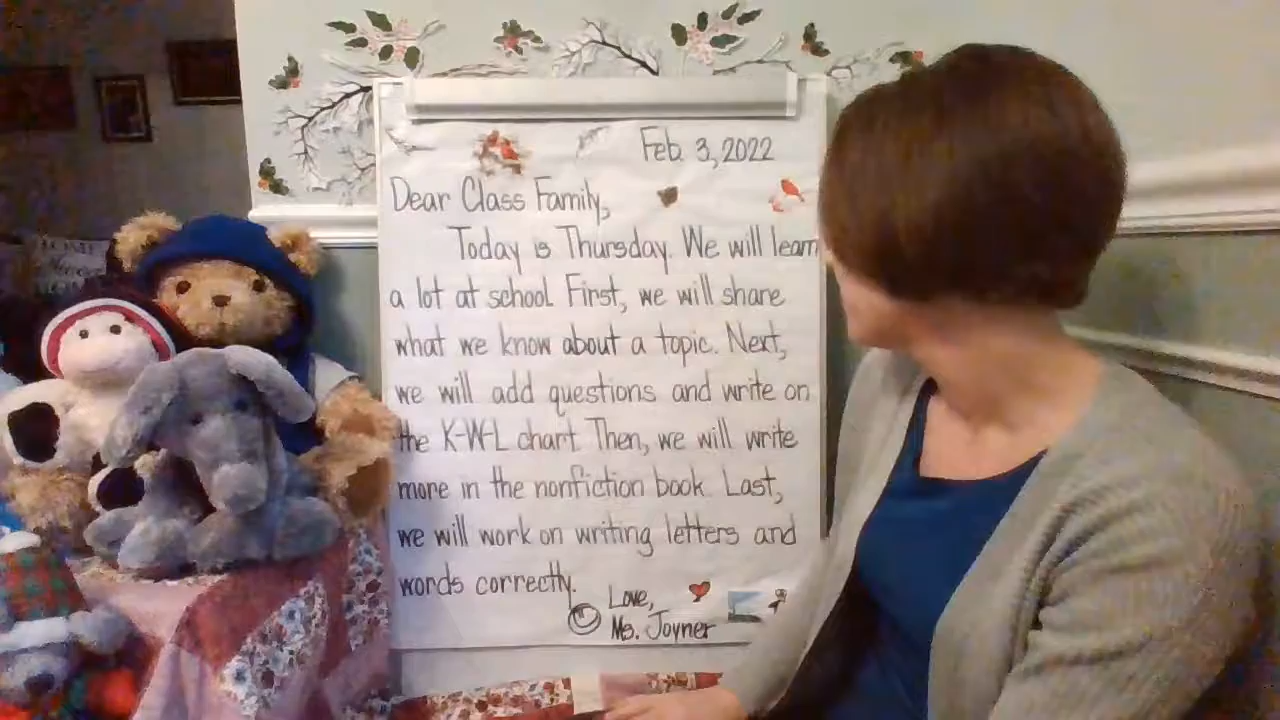 Feb. 3, 2022
Dear Class Family,
Today is Thursday. We will learn
a lot at school. First, we will share
what we know about a topic. Next,
we will add questions and write on
the K-W-L chart. Then, we will write
more in the nonfiction book. Last,
we will work on writing letters and
words correctly.
Love,
Ms. Joyner